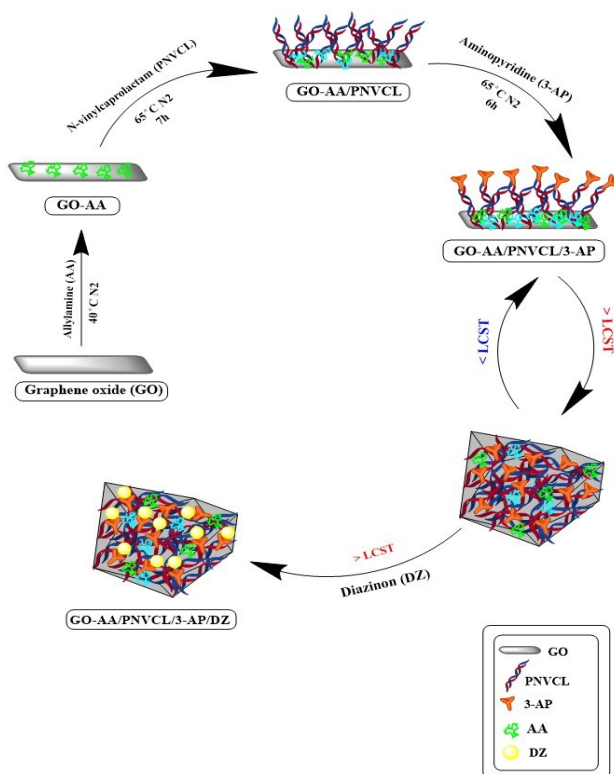 N-vinylcaprolactam (PNVCL)
65˚C N2
7h
GO-AA/PNVCL
Aminopyridine (3-AP)
65˚C N2
6h
GO-AA
GO-AA/PNVCL/3-AP
Allylamine (AA)
40˚C N2
Graphene oxide (GO)
< LCST
> LCST
> LCST
Diazinon (DZ)
GO-AA/PNVCL/3-AP/DZ
GO
PNVCL
3-AP
AA
DZ